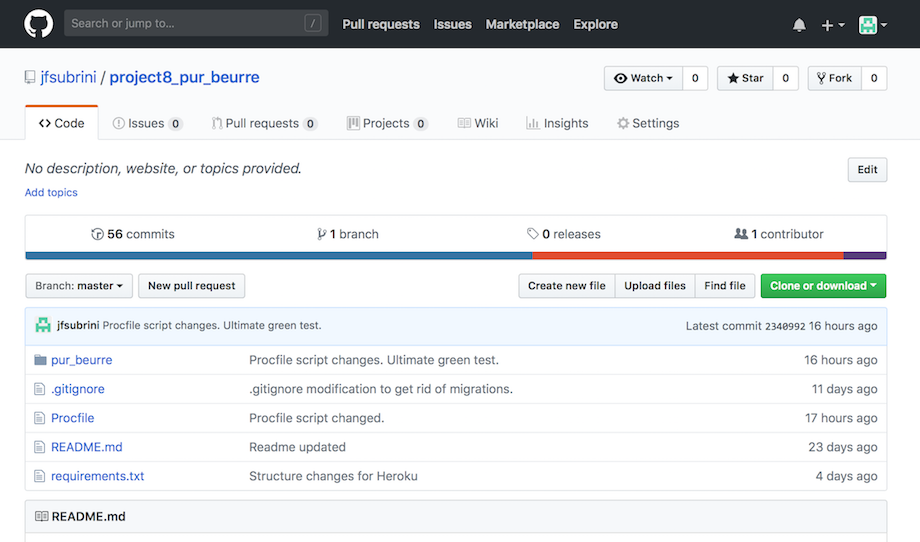 Search or jump to... / Pull requests Issues Marketplace Explore
jfsubrini / project8_pur_beurre Watch 0 Star 0 Fork 0
Code Issues 0 Pull requests 0 Projects 0 Wiki Insights Settings
No description, website, or topics provided. Edit
Add topics
56 commits 1 branch 0 releases 1 contributor
Branch: master New pull request Create new file Upload files Find file Clone or download
jfsubrini Procfile script changes. Ultimate green test. Latest commit 2340992 16 hours ago
pur_beurre Procfile script changes. Ultimate green test. 16 hours ago
.gitignore .gitignore modification to get rid of migrations. 11 days ago
Procfile Procfile script changed. 17 hours ago
README.md Readme updated 23 days ago
requirements.txt Structure changes for Heroku 4 days ago
README.md